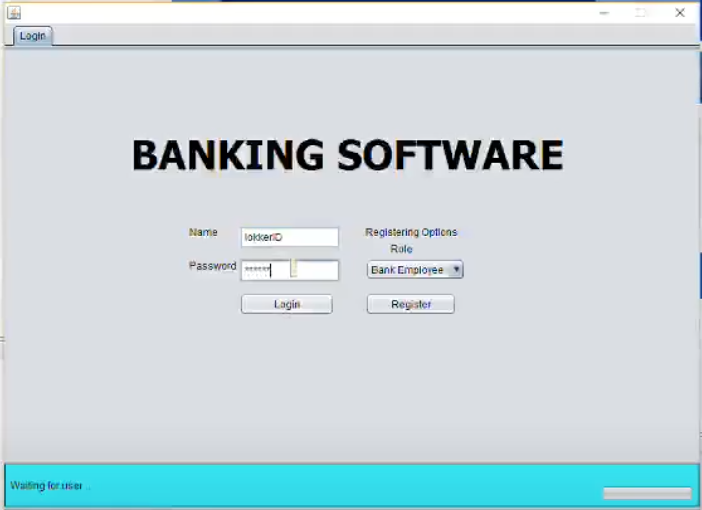 Login
BANKING SOFTWARE
Name
lokkerID
Registering Options
Role
Password
******
Bank Employee
Login
Register
Waiting for user ..